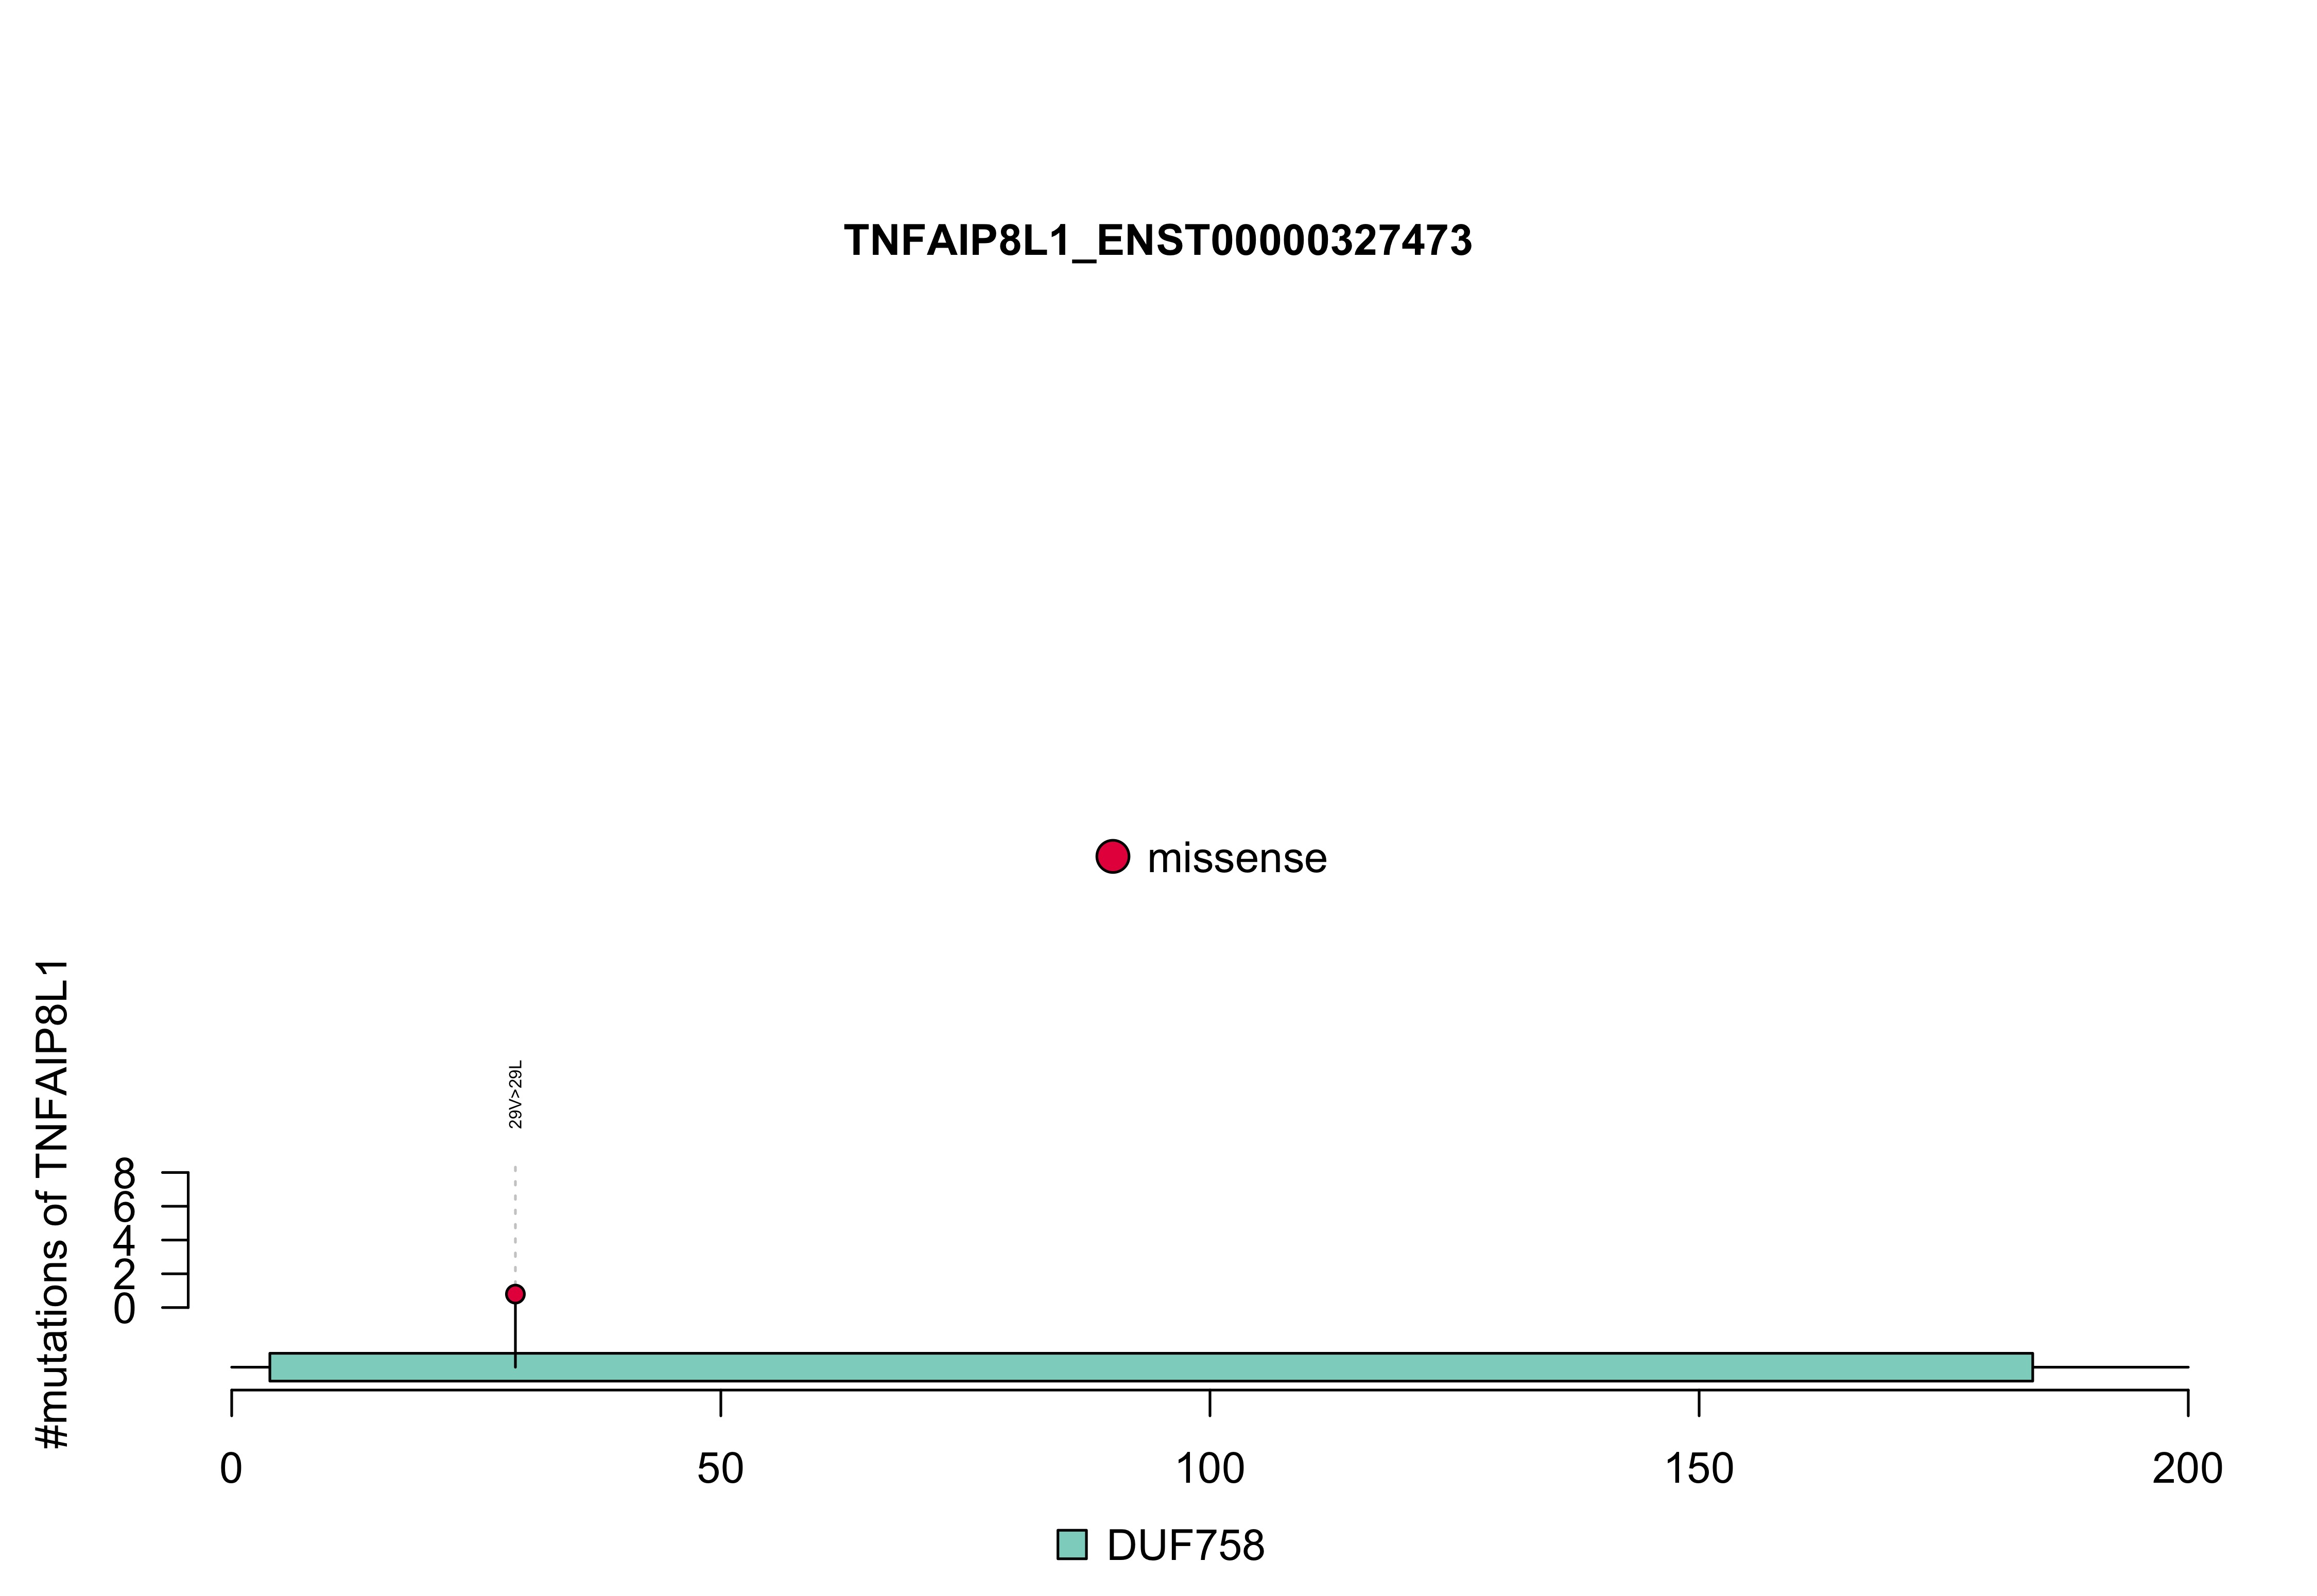 TNFAIP8L1_ENST00000327473
missense
#mutations of TNFAIP8L1
29V>29L
8
6
4
2
0
0 50 100 150 200
DUF758